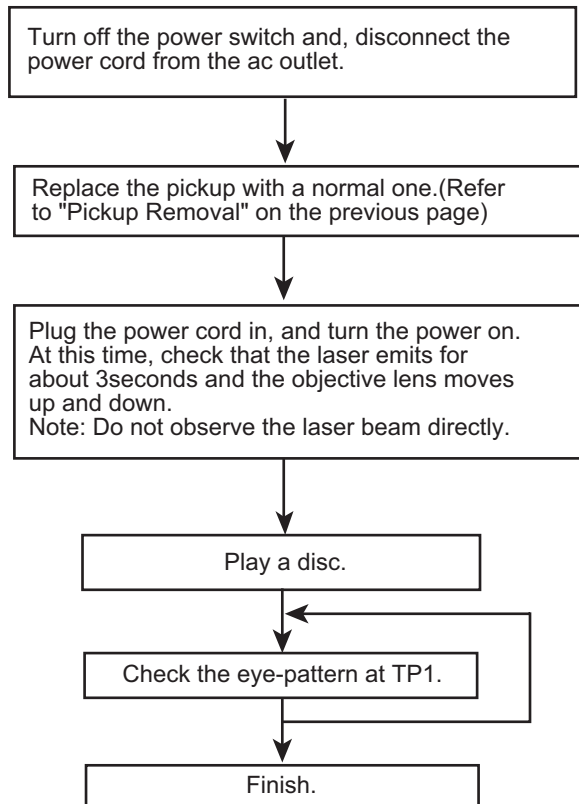 Turn off the power switch and, disconnect the
power cord from the ac outlet.
Replace the pickup with a normal one.(Refer
to "Pickup Removal" on the previous page)
Plug the power cord in, and turn the power on.
At this time, check that the laser emits for
about 3seconds and the objective lens moves
up and down.
Note: Do not observe the laser beam directly.
Play a disc.
Check the eye-pattern at TP1.
Finish.